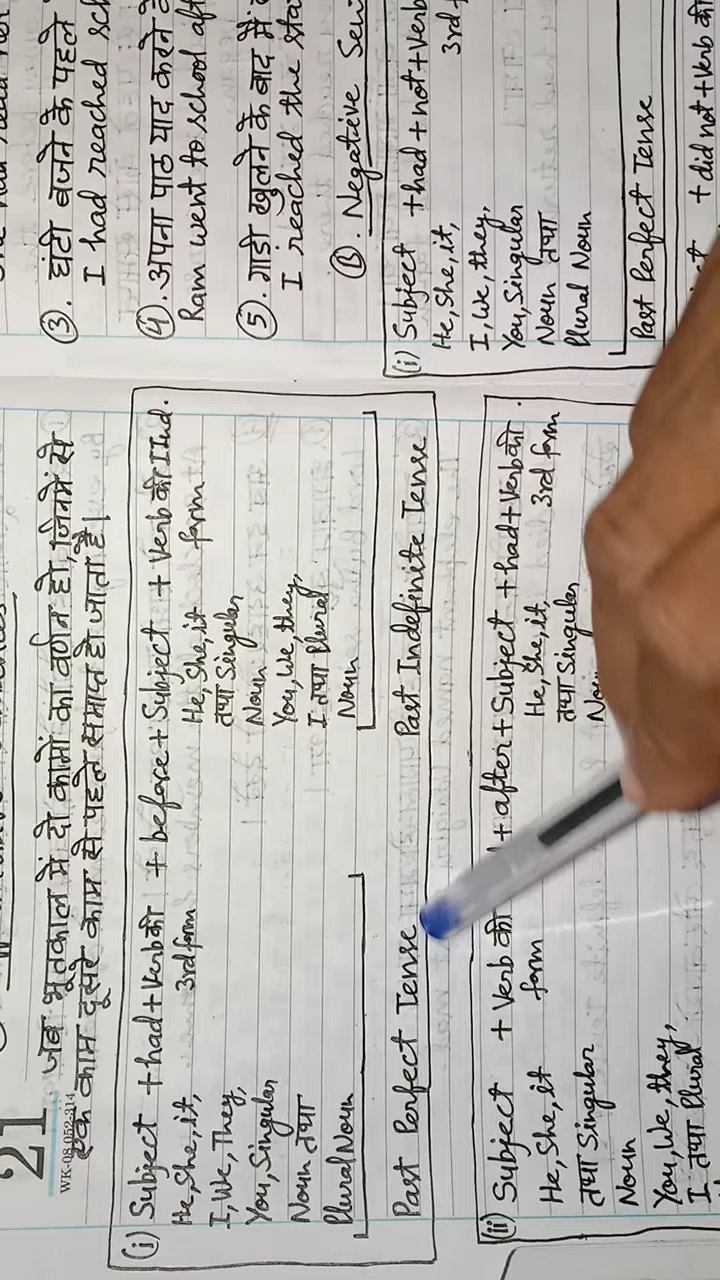 21
WK-08.052-314
जब भूतकाल में दो कामों का वर्णन हो, जिनमें से
एक काम दूसरे काम से पहले समाप्त हो जाता है।
(i) Subject + had + Verb की + beface + Subject + Verb की IInd.
He, She, it, 3rd form He, She, it form
I, We, They, तथा Singular
You, Singular Noun
Noun तथा You, We, they,
Plural Noun I तथा Plural
Noun
Past Perfect Tense Past Indefinite Tense
(ii) Subject + Verb की + after + Subject + had + Verb की
He, She, it form He, She, it 3rd form
तथा Singular तथा Singular
Noun
You, We, they,
I तथा Plural
③. घंटी बजने के पहले
I had reached
④. अपना पाठ याद करने
Ram went to school
⑤. गाडी खुलने के बाद मैं
I reached the
Ⓑ. Negative
(i) Subject + had + not + Verb
He, She, it, 3rd
I, We, they,
You, Singular
Noun तथा
Plural Noun
Past Perfect Tense
+ did not + Verb की